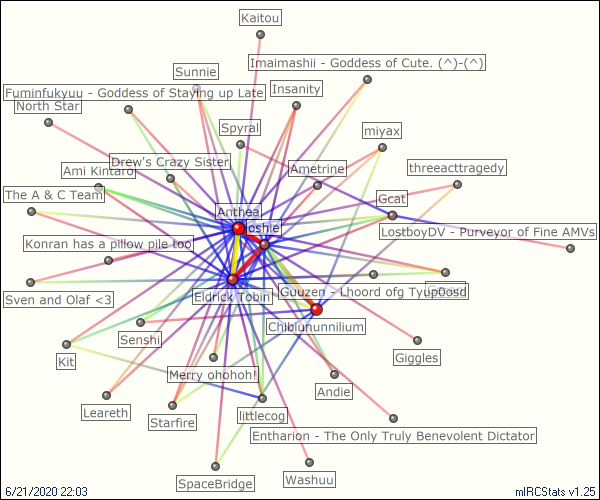 Kaitou
Imaimashii - Goddess of Cute. (^)-(^)
Sunnie
Fuminfukyuu - Goddess of Staying up Late
Insanity
North Star
Spyral
miyax
Drew's Crazy Sister,
Ami Kintaro
Ametrine
threeacttragedy
The A & C Team
Gcat
Anthea
Joshie
LostboyDV - Purveyor of Fine AMVs
Konran has a pillow pile too
Sven and Olaf <3
Eldrick Tobin
Guuzen - Lhoord ofg
Chibiununnilium
Senshi
Kit
Giggles
Merry ohohoh!
Andie
Leareth
Starfire
littlecog
Entharion - The Only Truly Benevolent Dictator
SpaceBridge
Washuu
6/21/2020 22:03
mIRCStats v1.25